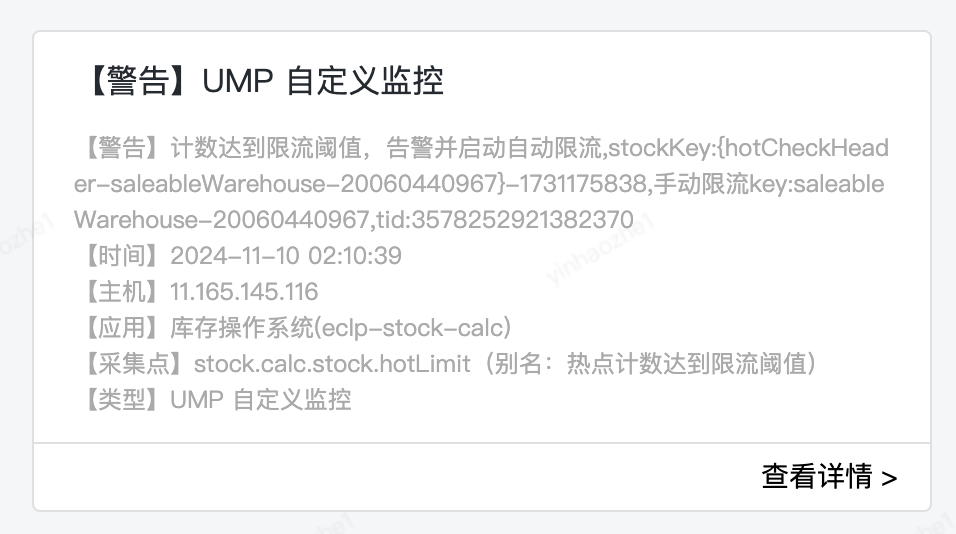 【警告】UMP 自定义监控
【警告】计数达到限流阈值，告警并启动自动限流,stockKey:{hotCheckHead
er-saleableWarehouse-20060440967}-1731175838,手动限流key:saleable
Warehouse-20060440967,tid:3578252921382370
【时间】2024-11-10 02:10:39
【主机】11.165.145.116
【应用】库存操作系统(eclp-stock-calc)
【采集点】stock.calc.stock.hotLimit（别名：热点计数达到限流阈值）
【类型】UMP 自定义监控
查看详情 >
yinhaozhe1